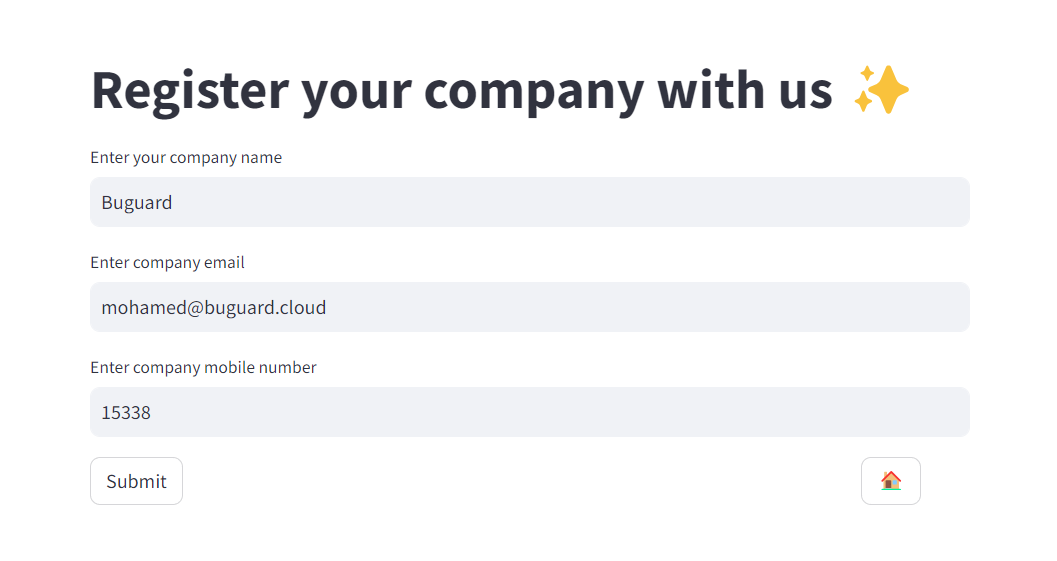 Register your company with us ✨
Enter your company name
Buguard
Enter company email
mohamed@buguard.cloud
Enter company mobile number
15338
Submit
🏠